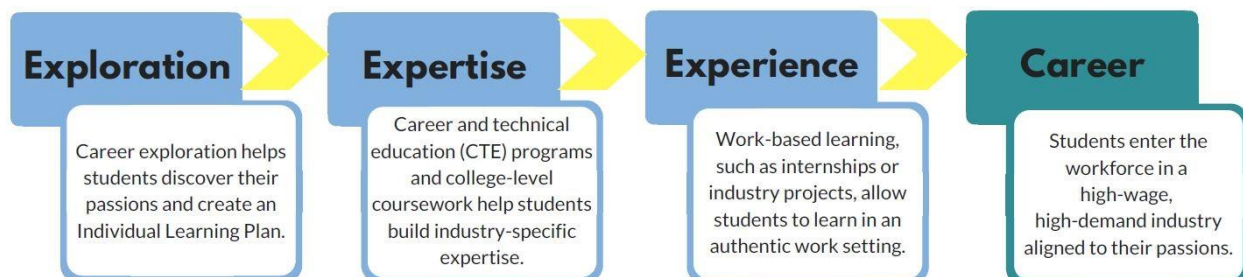 Exploration
Career exploration helps
students discover their
passions and create an
Individual Learning Plan.
Expertise
Career and technical
education (CTE) programs
and college-level
coursework help students
build industry-specific
expertise.
Experience
Work-based learning,
such as internships or
industry projects, allow
students to learn in an
authentic work setting.
Career
Students enter the
workforce in a
high-wage,
high-demand industry
aligned to their passions.